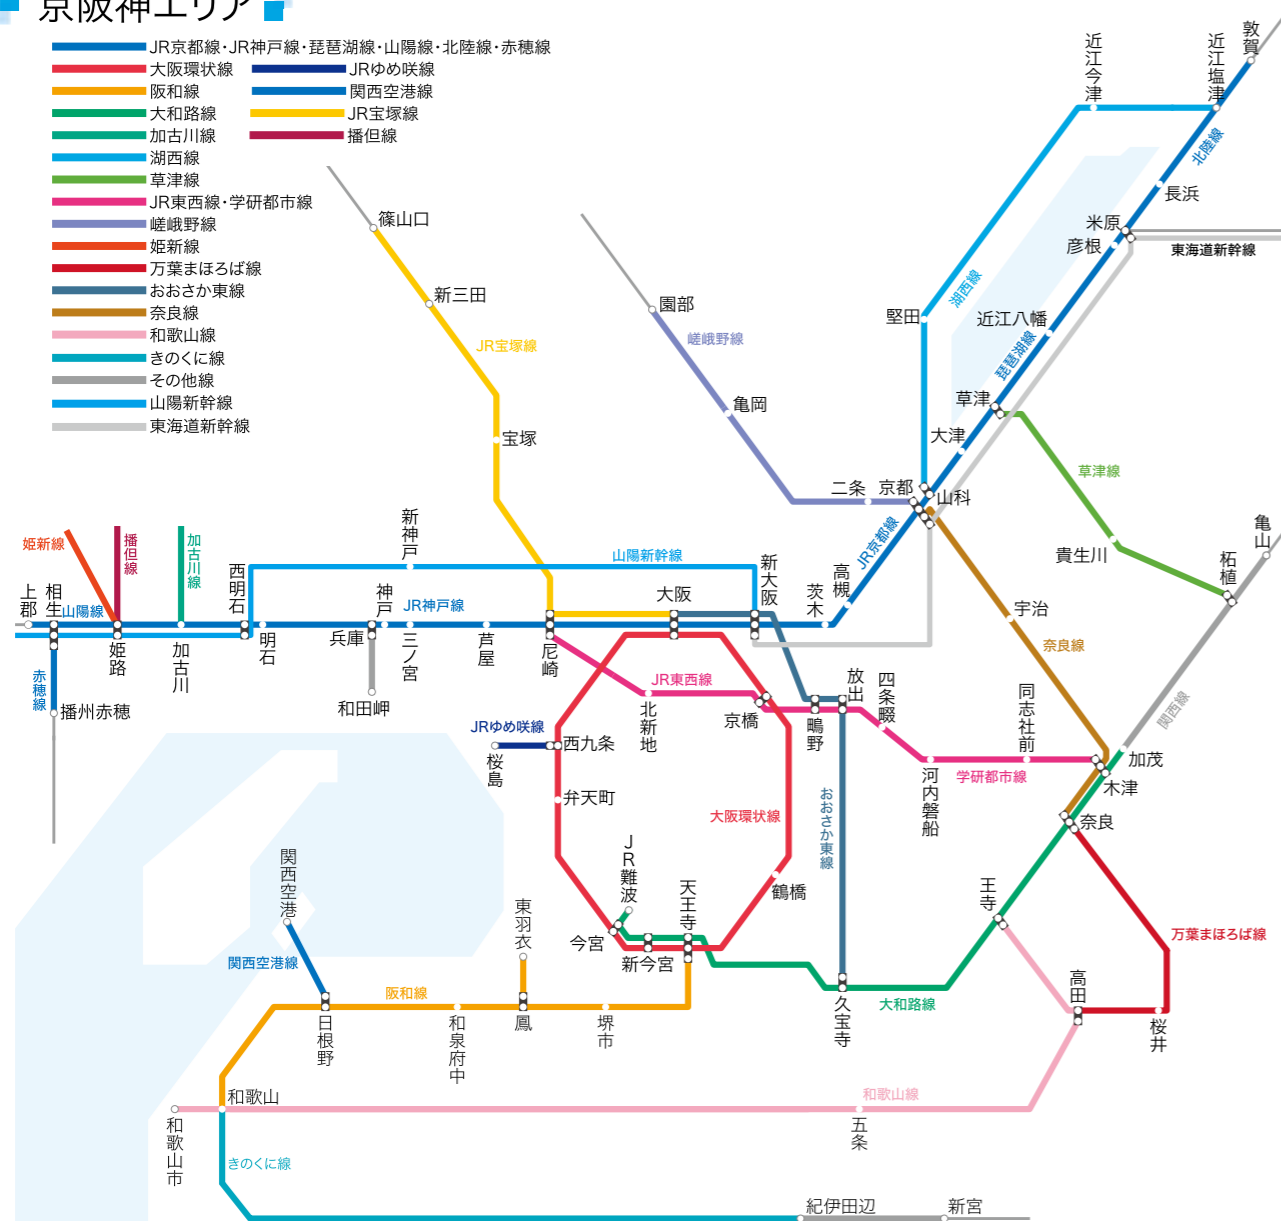 京阪神エリア
JR京都線・JR神戸線・琵琶湖線・山陽線・北陸線・赤穂線
大阪環状線
JRゆめ咲線
阪和線
関西空港線
大和路線
JR宝塚線
加古川線
播但線
湖西線
草津線
JR東西線・学研都市線
嵯峨野線
姫新線
万葉まほろば線
おおさか東線
奈良線
和歌山線
きのくに線
その他線
山陽新幹線
東海道新幹線
敦賀
近江塩津
近江今津
北陸線
長浜
米原
彦根
東海道新幹線
湖西線
堅田
近江八幡
琵琶湖線
草津
大津
草津線
貴生川
柘植
亀山
篠山口
新三田
JR宝塚線
宝塚
園部
嵯峨野線
亀岡
二条
京都
山科
JR京都線
高槻
茨木
新大阪
大阪
山陽新幹線
新神戸
神戸
JR神戸線
西明石
明石
兵庫
三ノ宮
芦屋
尼崎
和田岬
姫新線
播但線
加古川線
上郡
相生
山陽線
姫路
加古川
赤穂線
播州赤穂
宇治
奈良線
同志社前
関西線
加茂
木津
奈良
JR東西線
北新地
京橋
鴫野
放出
四条畷
河内磐船
学研都市線
おおさか東線
JRゆめ咲線
桜島
西九条
弁天町
大阪環状線
鶴橋
JR難波
今宮
新今宮
天王寺
王寺
久宝寺
大和路線
万葉まほろば線
高田
桜井
関西空港
関西空港線
日根野
阪和線
和泉府中
東羽衣
鳳
堺市
和歌山
和歌山市
和歌山線
五条
きのくに線
紀伊田辺
新宮